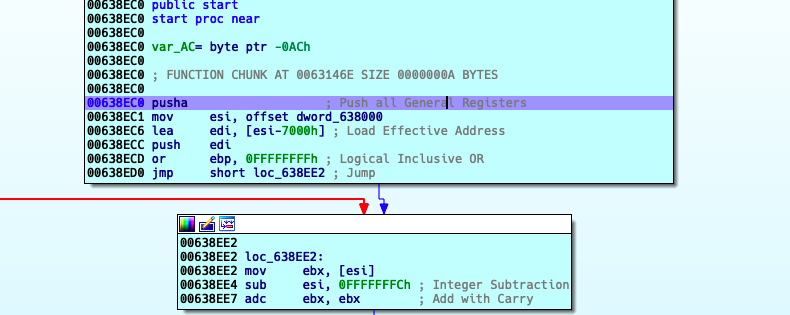 00638EC0 public start
00638EC0 start proc near
00638EC0
00638EC0 var_AC= byte ptr -0ACh
00638EC0
00638EC0 ; FUNCTION CHUNK AT 0063146E SIZE 0000000A BYTES
00638EC0
00638EC0 pusha ; Push all General Registers
00638EC1 mov esi, offset dword_638000
00638EC6 lea edi, [esi-7000h] ; Load Effective Address
00638ECC push edi
00638ECD or ebp, 0FFFFFFFFh ; Logical Inclusive OR
00638ED0 jmp short loc_638EE2 ; Jump
00638EE2
00638EE2 loc_638EE2:
00638EE2 mov ebx, [esi]
00638EE4 sub esi, 0FFFFFFFCh ; Integer Subtraction
00638EE7 adc ebx, ebx ; Add with Carry